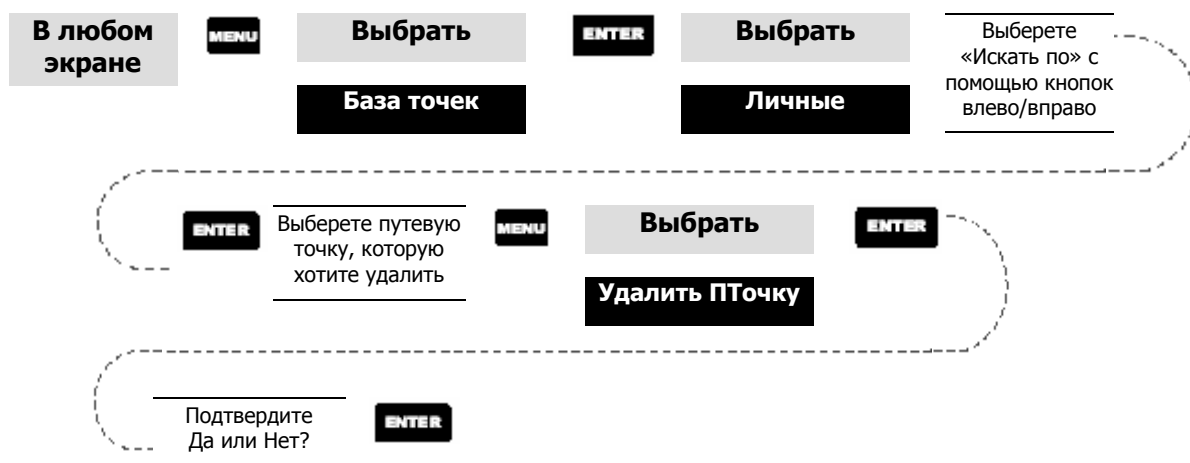 В любом
экране
MENU
Выбрать
База точек
ENTER
Выбрать
Личные
Выберете
«Искать по» с
помощью кнопок
влево/вправо
ENTER
Выберете путевую
точку, которую
хотите удалить
MENU
Выбрать
Удалить ПТочку
ENTER
Подтвердите
Да или Нет?
ENTER